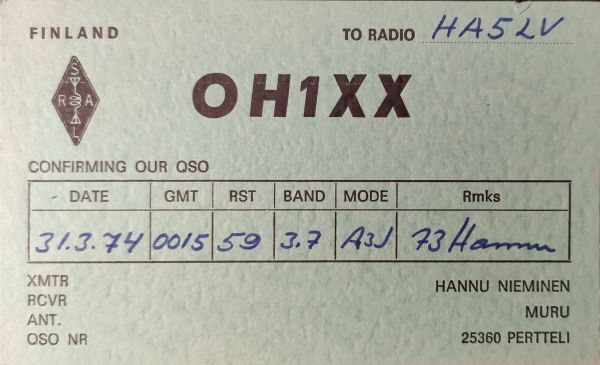 FINLAND TO RADIO HA5LV
S
R A
L
OH1XX
CONFIRMING OUR QSO
DATE GMT RST BAND MODE Rmks
31.3.74 0015 59 3.7 A3J 73 Hannu
XMTR HANNU NIEMINEN
RCVR MURU
ANT. 25360 PERTTELI
QSO NR